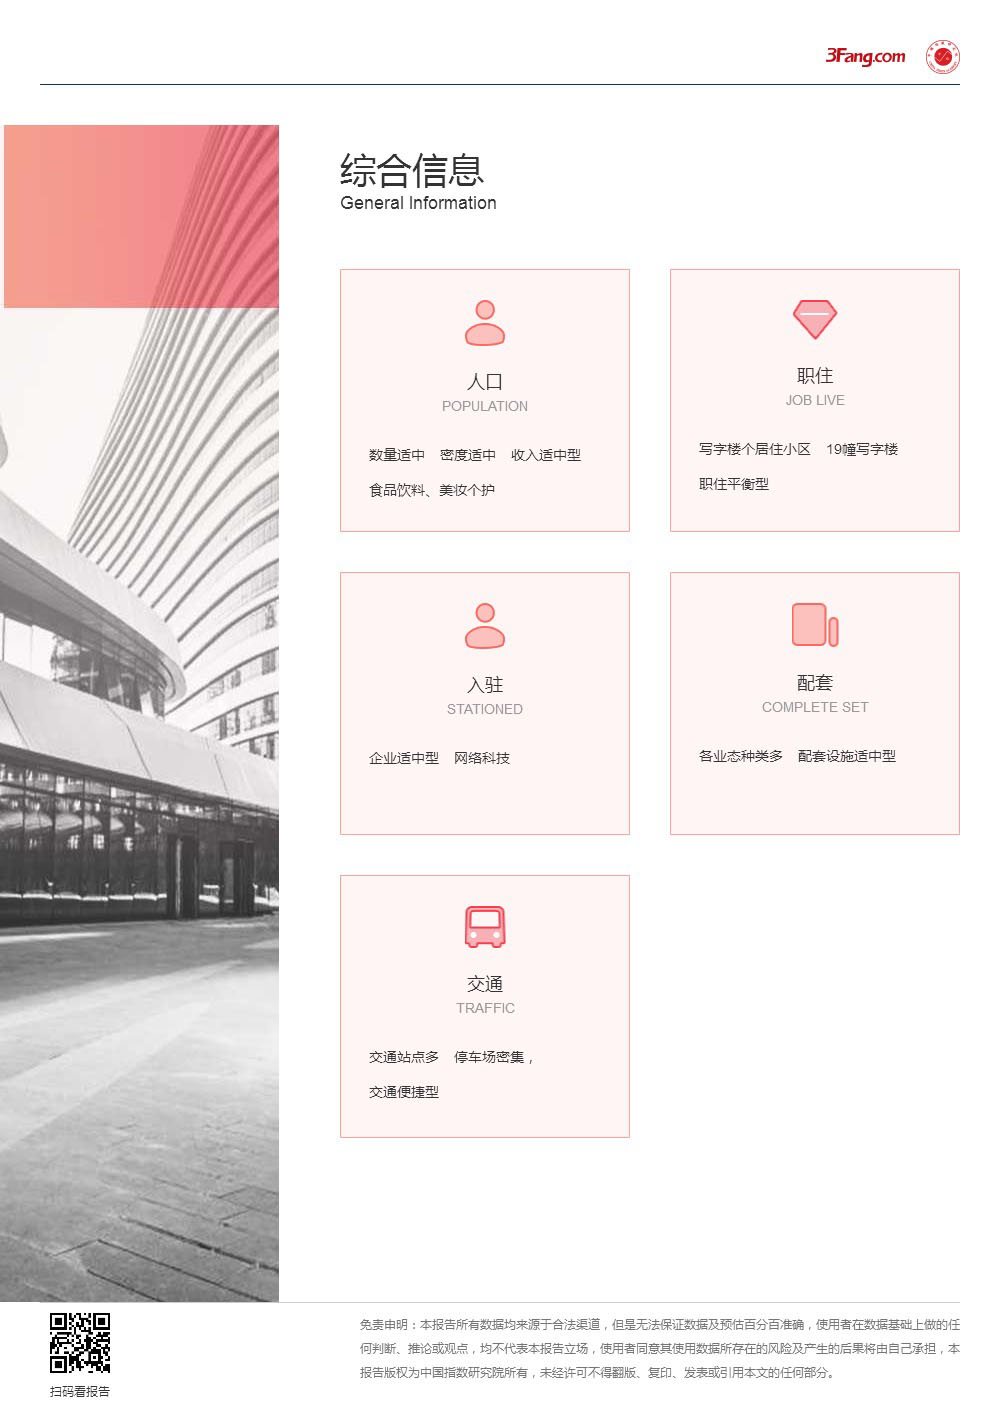 3Fang.com
综合信息
General Information
人口
POPULATION
数量适中 密度适中 收入适中型
食品饮料、美妆个护
职住
JOB LIVE
写字楼个居住小区 19幢写字楼
职住平衡型
入驻
STATIONED
企业适中型 网络科技
配套
COMPLETE SET
各业态种类多 配套设施适中型
交通
TRAFFIC
交通站点多 停车场密集，
交通便捷型
扫码看报告
免责申明：本报告所有数据均来源于合法渠道，但是无法保证数据及预估百分百准确，使用者在数据基础上做的任
何判断、推论或观点，均不代表本报告立场，使用者同意其使用数据所存在的风险及产生的后果将由自己承担，本
报告版权为中国指数研究院所有，未经许可不得翻版、复印、发表或引用本文的任何部分。